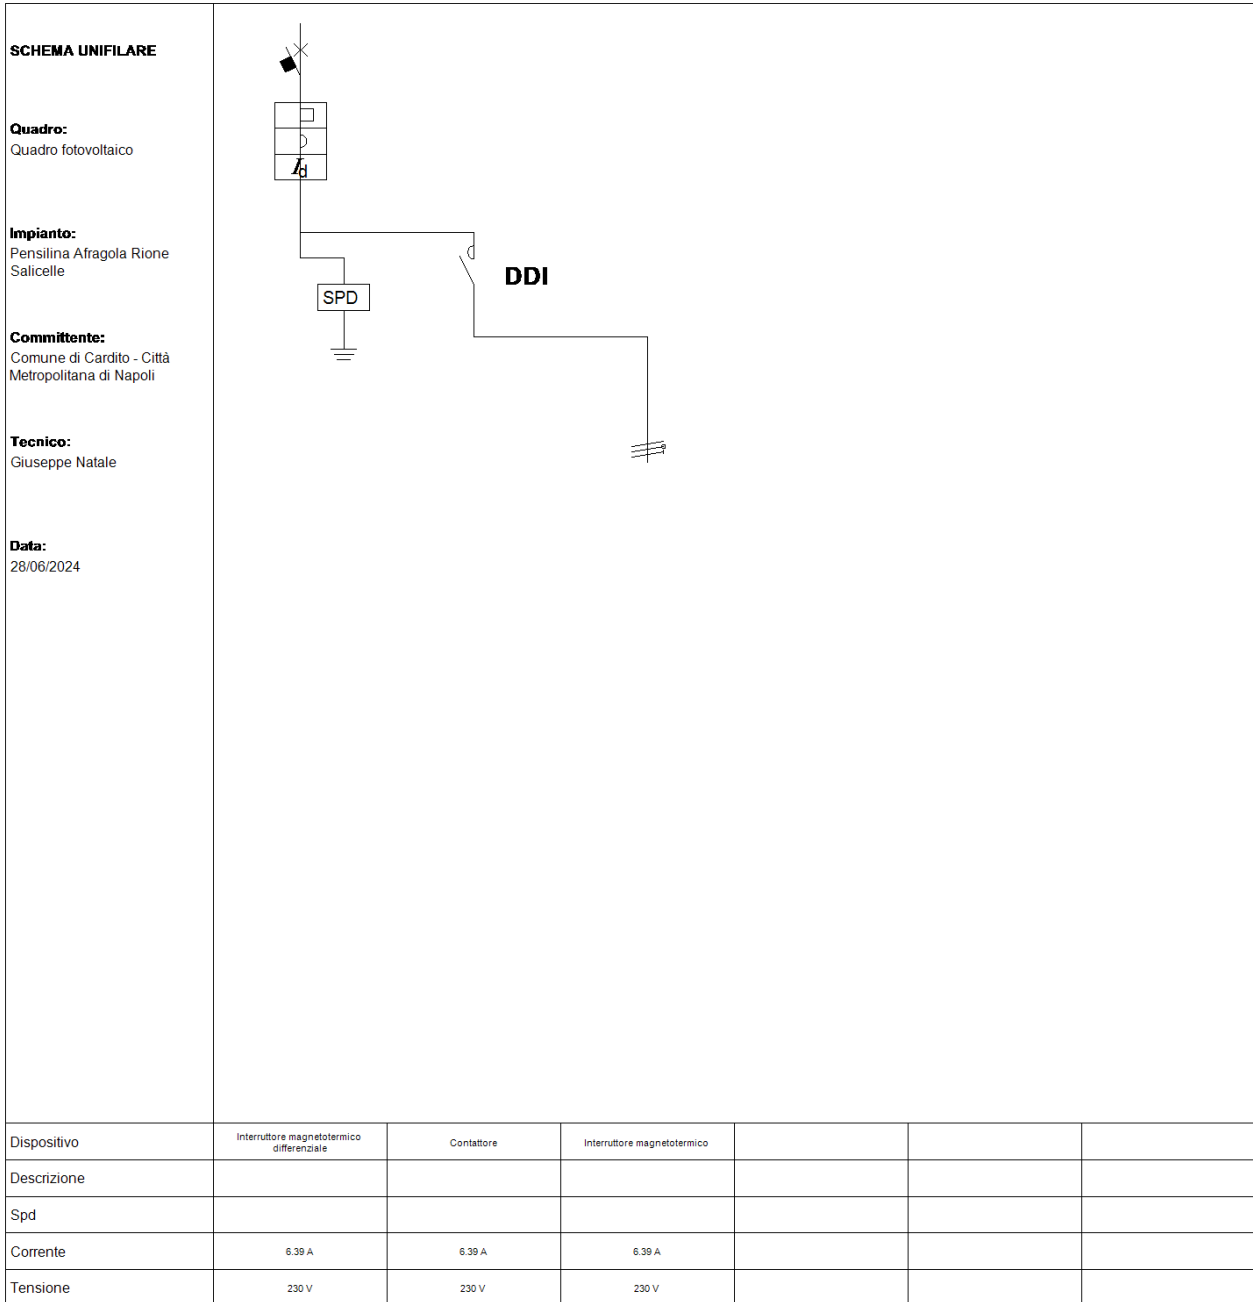 SCHEMA UNIFILARE
Quadro:
Quadro fotovoltaico
Impianto:
Pensilina Afragola Rione
Salicelle
Committente:
Comune di Cardito - Città
Metropolitana di Napoli
Tecnico:
Giuseppe Natale
Data:
28/06/2024
Id
SPD
DDI
Dispositivo
Interruttore magnetotermico
differenziale
Contattore
Interruttore magnetotermico
Descrizione
Spd
Corrente
6.39 A
6.39 A
6.39 A
Tensione
230 V
230 V
230 V